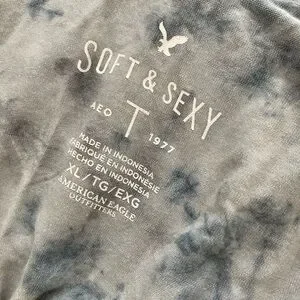 SOFT & SEXY
AEO T 1977
MADE IN INDONESIA
FABRIQUÉ EN INDONÉSIE
HECHO EN INDONESIA
XL/TG/EXG
AMERICAN EAGLE
OUTFITTERS